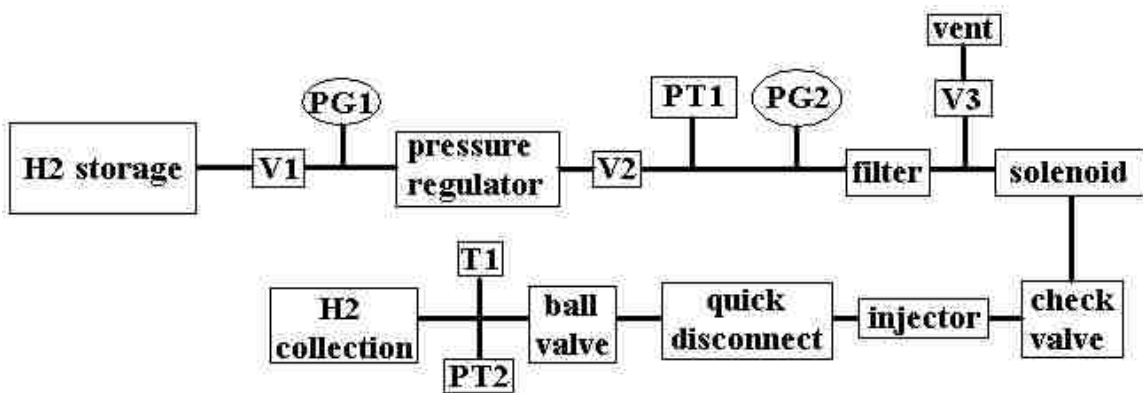 vent
PG1
PT1
PG2
V3
H2 storage
V1
pressure
regulator
V2
filter
solenoid
T1
H2
collection
PT2
ball
valve
quick
disconnect
injector
check
valve